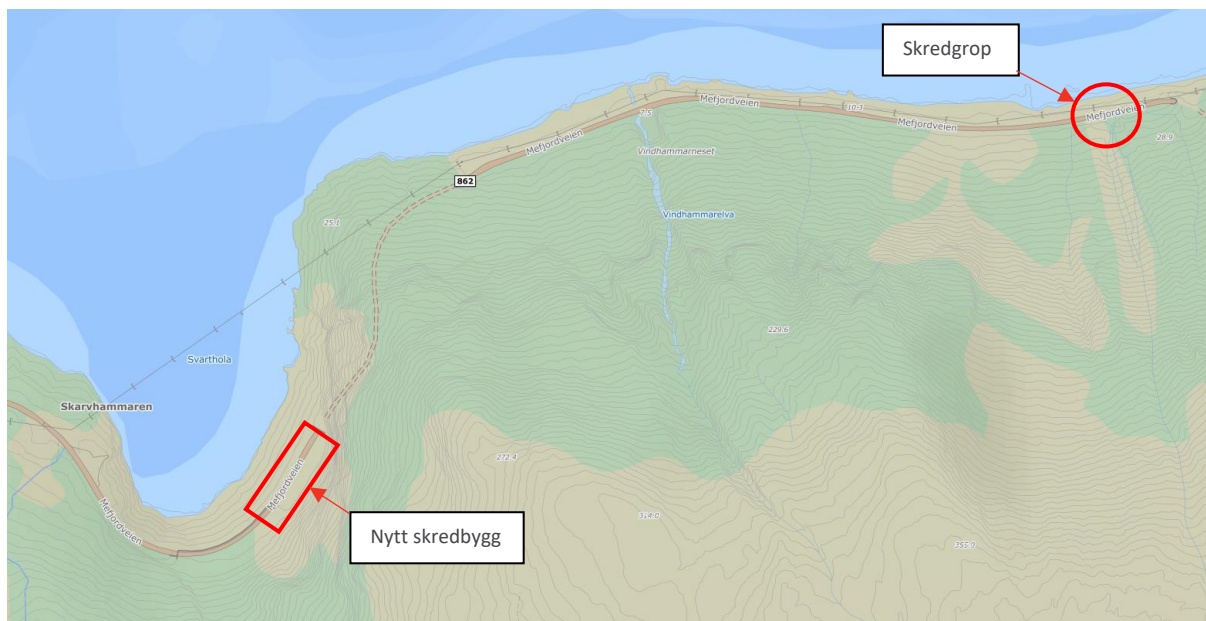 Skredgrop
Mefjordveien
Mefjordveien
Mefjordveien
Mefjordveien
7.5
10.3
28.9
Vindhammarneset
862
Vindhammarelva
25.1
229.6
Svarthola
Skarvhammaren
Mefjordveien
Mefjordveien
272.4
314.0
355.9
Nytt skredbygg